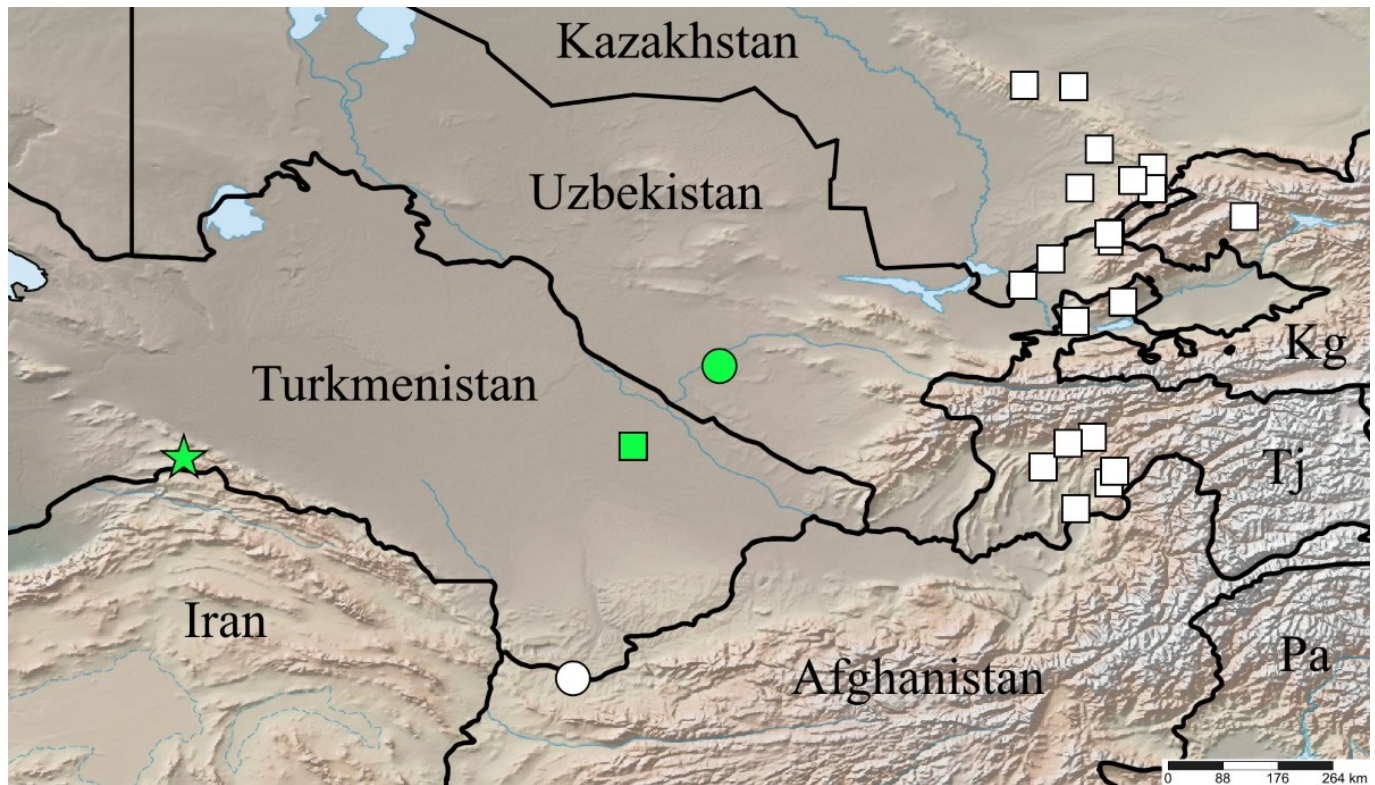 Kazakhstan
Uzbekistan
Turkmenistan
Kg
Tj
Iran
Afghanistan
Pa
0 88 176 264 km